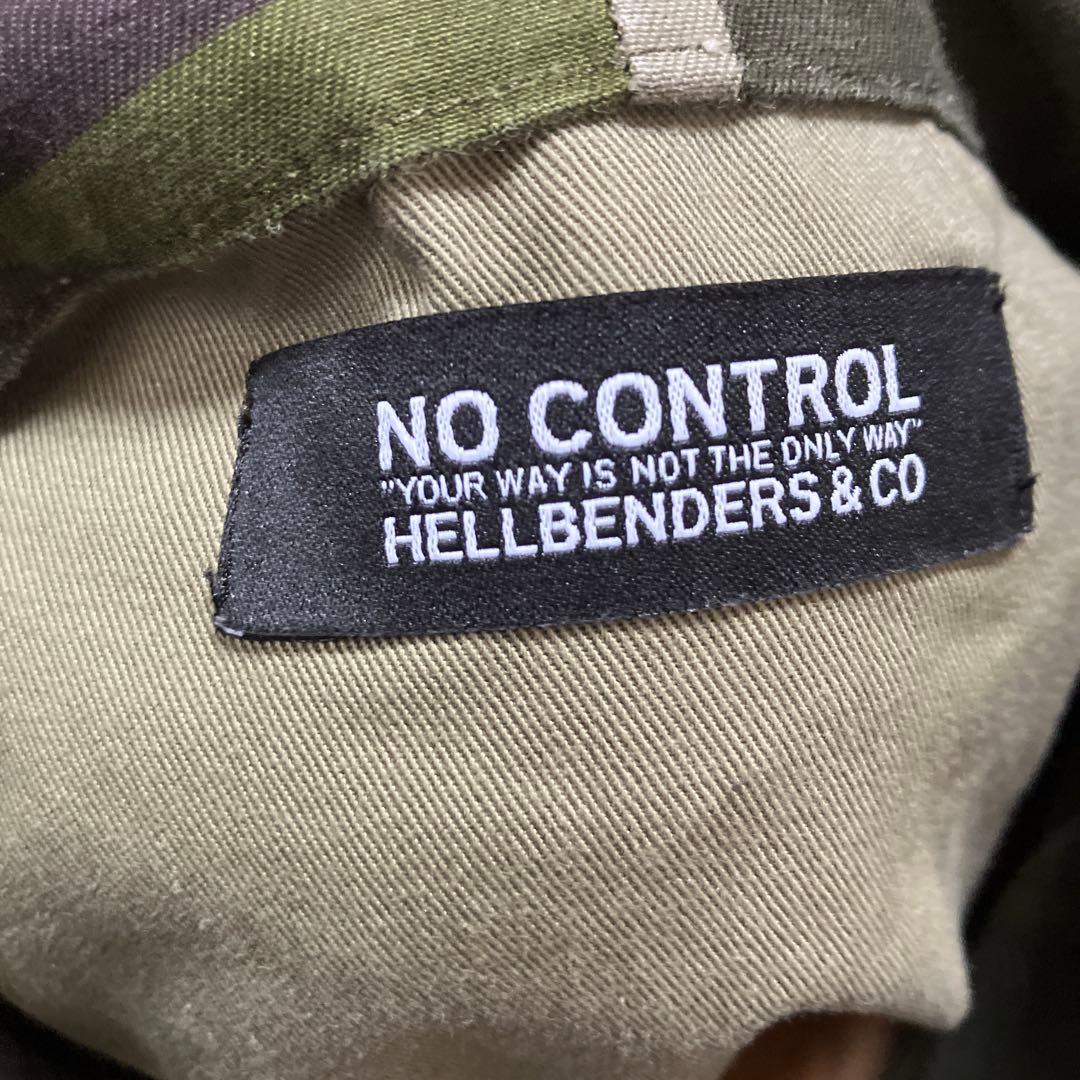 NO CONTROL
"YOUR WAY IS NOT THE ONLY WAY"
HELLBENDERS & CO